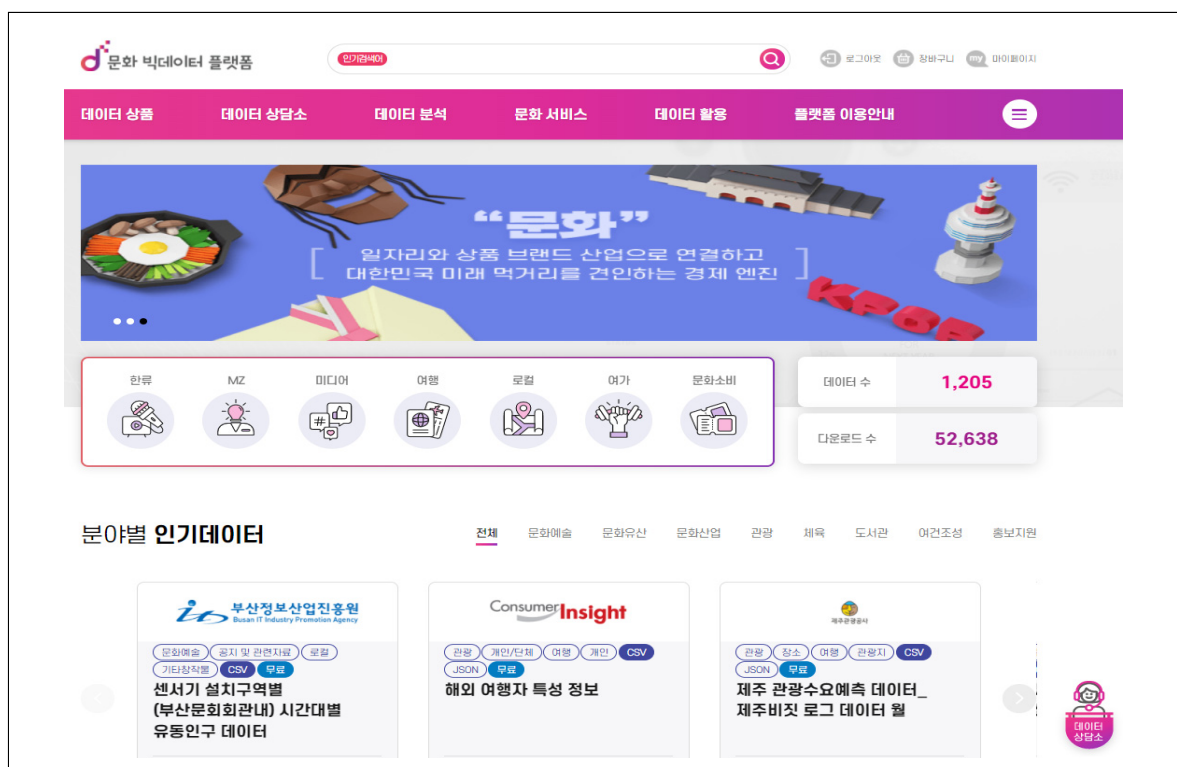 문화 빅데이터 플랫폼
인기검색어
로그아웃 장바구니 my 마이페이지
데이터 상품 데이터 상담소 데이터 분석 문화 서비스 데이터 활용 플랫폼 이용안내
“문화”
일자리와 상품 브랜드 산업으로 연결하고
대한민국 미래 먹거리를 견인하는 경제 엔진
KPOP
한류 MZ 미디어 여행 로컬 여가 문화소비
데이터 수 1,205
다운로드 수 52,638
분야별 인기데이터
전체 문화예술 문화유산 문화산업 관광 체육 도서관 여건조성 홍보지원
부산정보산업진흥원
Busan IT Industry Promotion Agency
문화예술 공지 및 관련자료 로컬
기타창작물 CSV 무료
센서기 설치구역별
(부산문회회관내) 시간대별
유동인구 데이터
ConsumerInsight
관광 개인/단체 여행 개인 CSV
JSON 무료
해외 여행자 특성 정보
제주관광공사
관광 장소 여행 관광지 CSV
JSON 무료
제주 관광수요예측 데이터_
제주비짓 로그 데이터 월
데이터
상담소